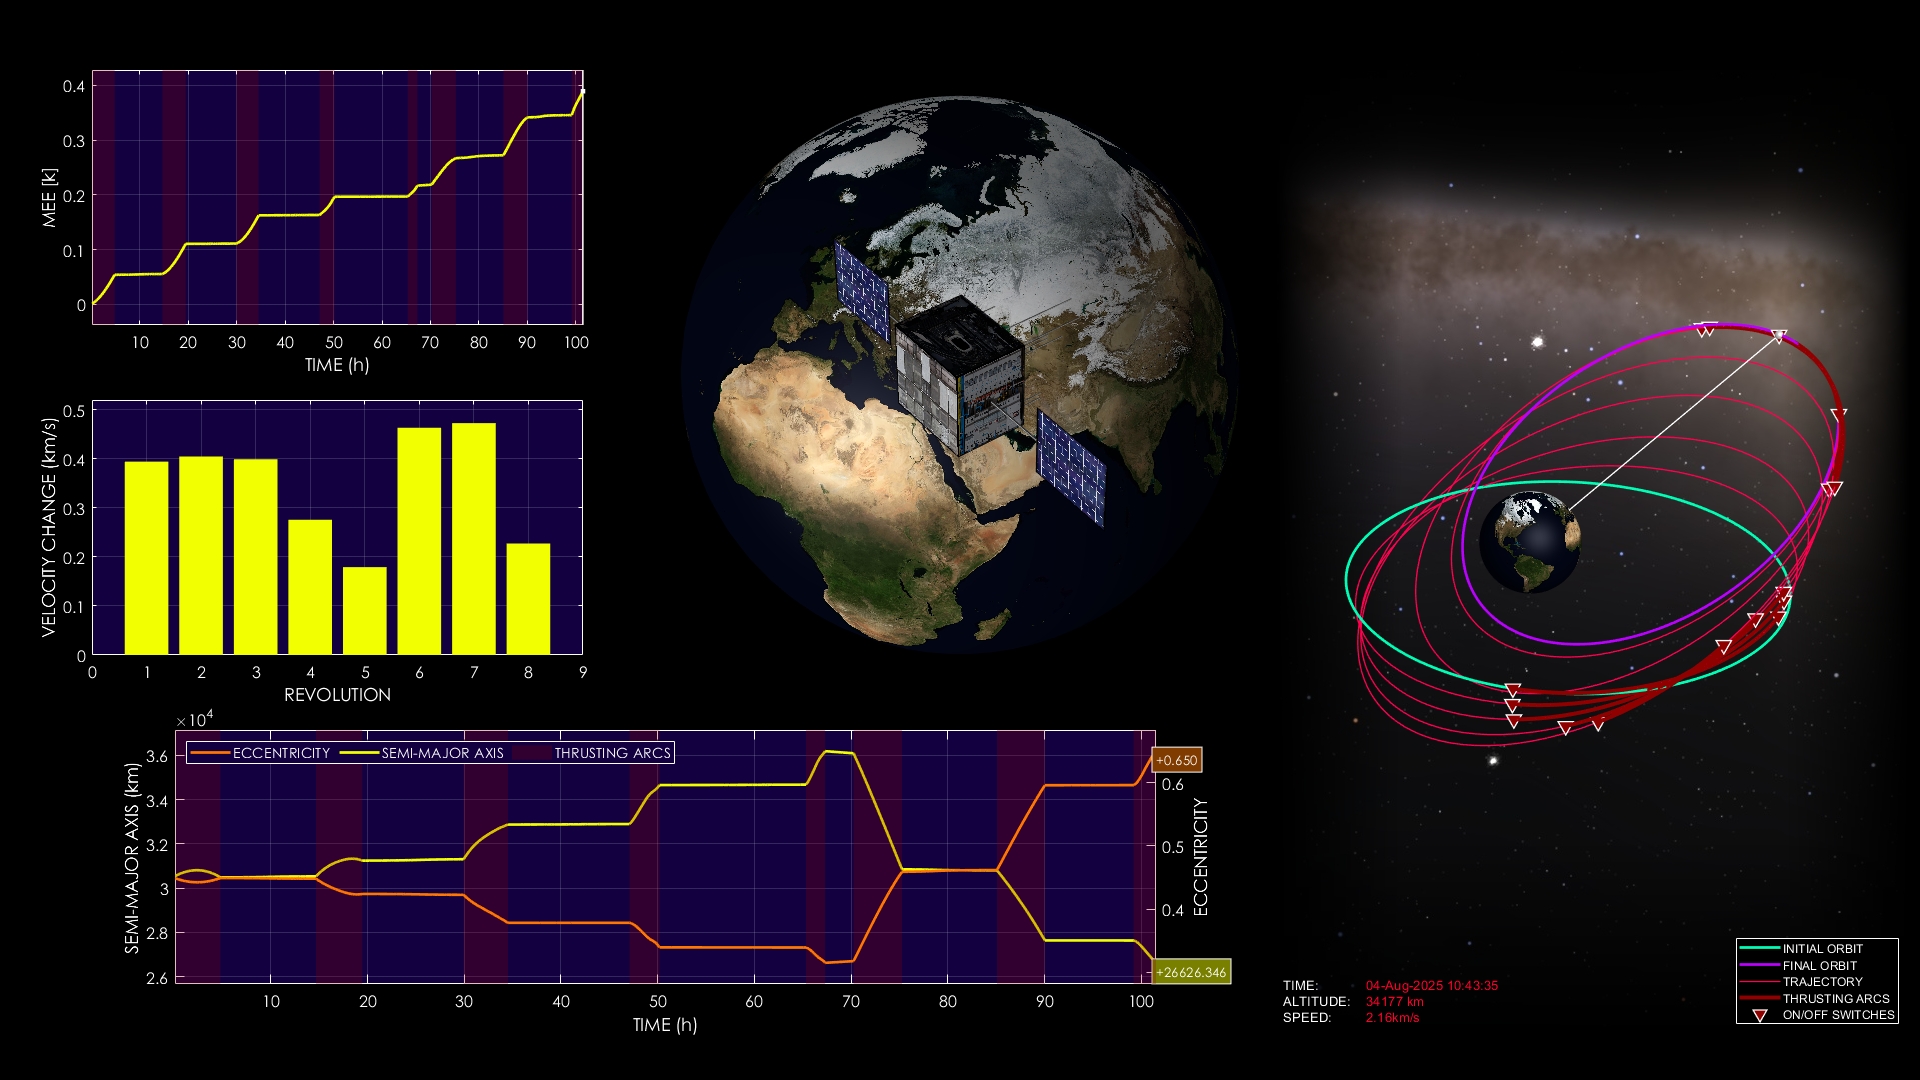 0.4
0.3
0.2
0.1
0
MEE [k]
10 20 30 40 50 60 70 80 90 100
TIME (h)
0.5
0.4
0.3
0.2
0.1
0
VELOCITY CHANGE (km/s)
0 1 2 3 4 5 6 7 8 9
REVOLUTION
×10^4
ECCENTRICITY SEMI-MAJOR AXIS THRUSTING ARCS
3.6
3.4
3.2
3
2.8
2.6
SEMI-MAJOR AXIS (km)
+0.650
0.6
0.5
0.4
ECCENTRICITY
+26626.346
10 20 30 40 50 60 70 80 90 100
TIME (h)
TIME: 04-Aug-2025 10:43:35
ALTITUDE: 34177 km
SPEED: 2.16km/s
INITIAL ORBIT
FINAL ORBIT
TRAJECTORY
THRUSTING ARCS
ON/OFF SWITCHES